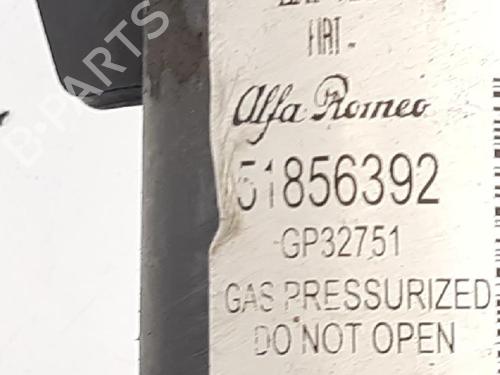 FIAT
Alfa Romeo
51856392
GP32751
GAS PRESSURIZED
DO NOT OPEN
B-PARTS